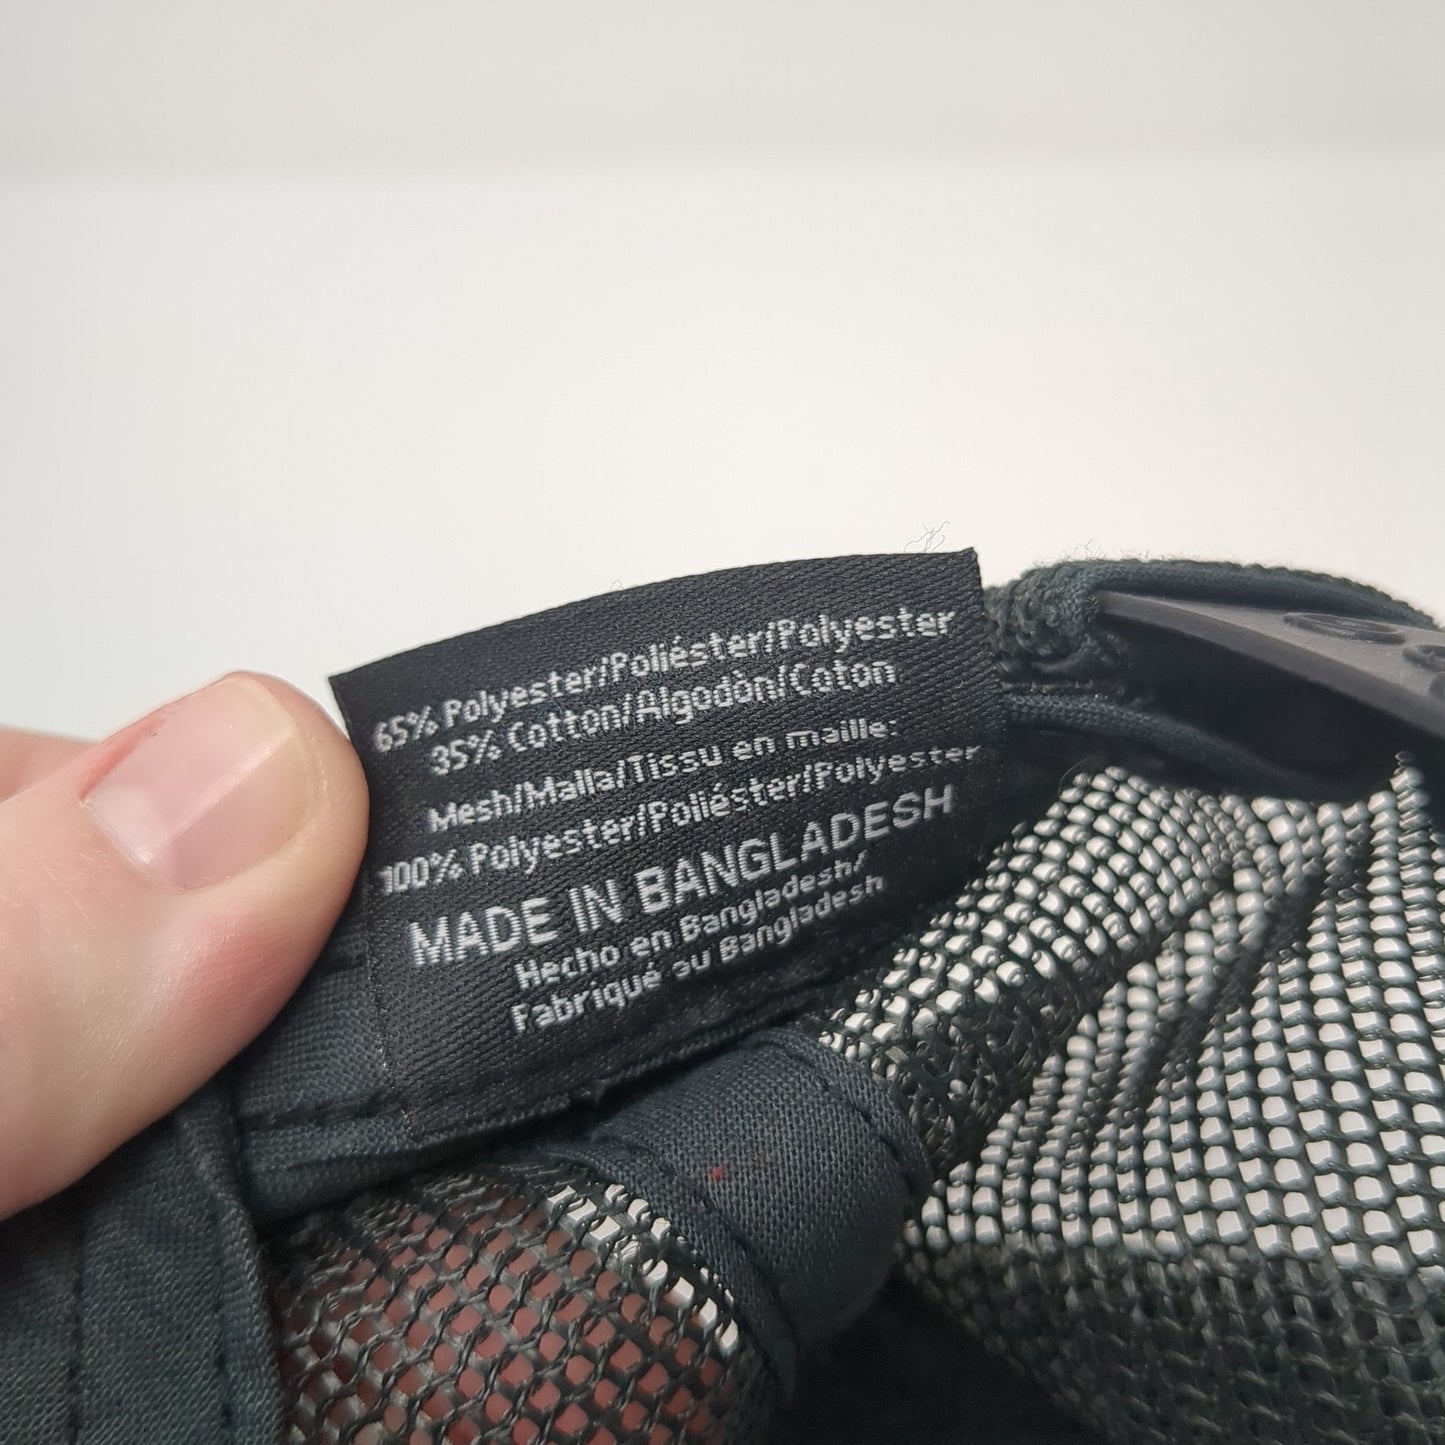 65% Polyester/Poliéster/Polyester
35% Cotton/Algodòn/Coton
Mesh/Malla/Tissu en maille:
100% Polyester/Poliéster/Polyester
MADE IN BANGLADESH
Hecho en Bangladesh/
Fabriqué au Bangladesh